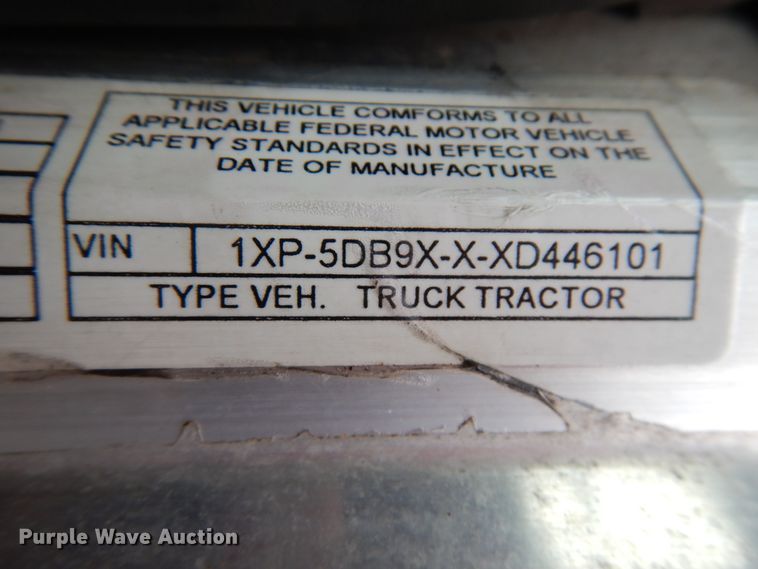 THIS VEHICLE COMFORMS TO ALL
APPLICABLE FEDERAL MOTOR VEHICLE
SAFETY STANDARDS IN EFFECT ON THE
DATE OF MANUFACTURE
VIN 1XP-5DB9X-X-XD446101
TYPE VEH. TRUCK TRACTOR
Purple Wave Auction